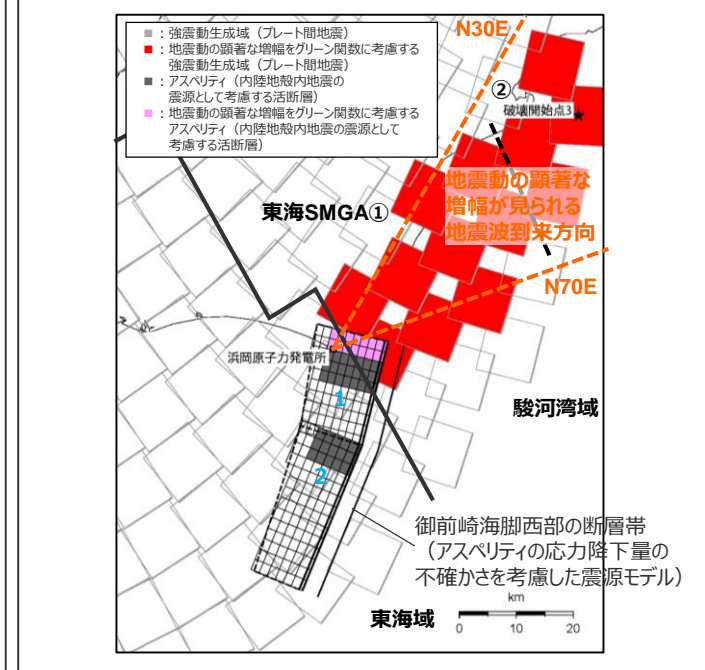 ■：強震動生成域（プレート間地震）
■：地震動の顕著な増幅をグリーン関数に考慮する
強震動生成域（プレート間地震）
■：アスペリティ（内陸地殻内地震の
震源として考慮する活断層）
■：地震動の顕著な増幅をグリーン関数に考慮する
アスペリティ（内陸地殻内地震の震源として
考慮する活断層）
N30E
②
破壊開始点3
★
地震動の顕著な
増幅が見られる
地震波到来方向
東海SMGA①
N70E
浜岡原子力発電所
1
駿河湾域
2
御前崎海脚西部の断層帯
（アスペリティの応力降下量の
不確かさを考慮した震源モデル）
東海域
km
0 10 20